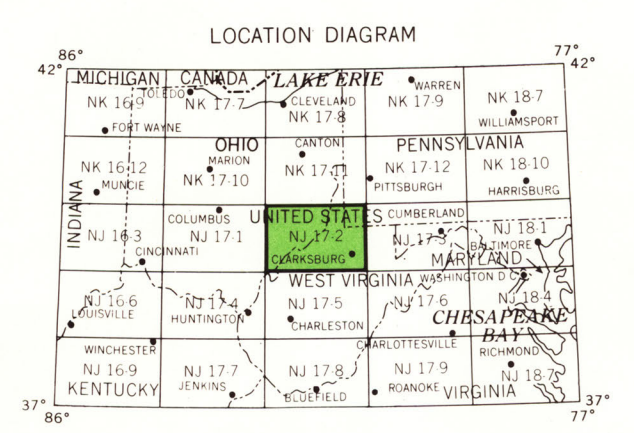 LOCATION DIAGRAM
86° 77°
42° 42°
MICHIGAN CANADA LAKE ERIE WARREN
TOLEDO CLEVELAND
NK 16-9 NK 17-7 NK 17-8 NK 17-9 NK 18-7
FORT WAYNE WILLIAMSPORT
OHIO CANTON PENNSYLVANIA
MARION
NK 16-12 NK 17-10 NK 17-11 NK 17-12 NK 18-10
MUNCIE PITTSBURGH HARRISBURG
INDIANA
COLUMBUS UNITED STATES CUMBERLAND
NJ 16-3 NJ 17-1 NJ 17-2 NJ 17-3 NJ 18-1
BALTIMORE
CINCINNATI CLARKSBURG MARYLAND
WEST VIRGINIA WASHINGTON D C
NJ 16-6 NJ 17-4 NJ 17-5 NJ 17-6 NJ 18-4
LOUISVILLE HUNTINGTON CHARLESTON CHESAPEAKE
BAY
WINCHESTER CHARLOTTESVILLE RICHMOND
NJ 16-9 NJ 17-7 NJ 17-8 NJ 17-9 NJ 18-7
KENTUCKY JENKINS BLUEFIELD ROANOKE VIRGINIA
37° 37°
86° 77°